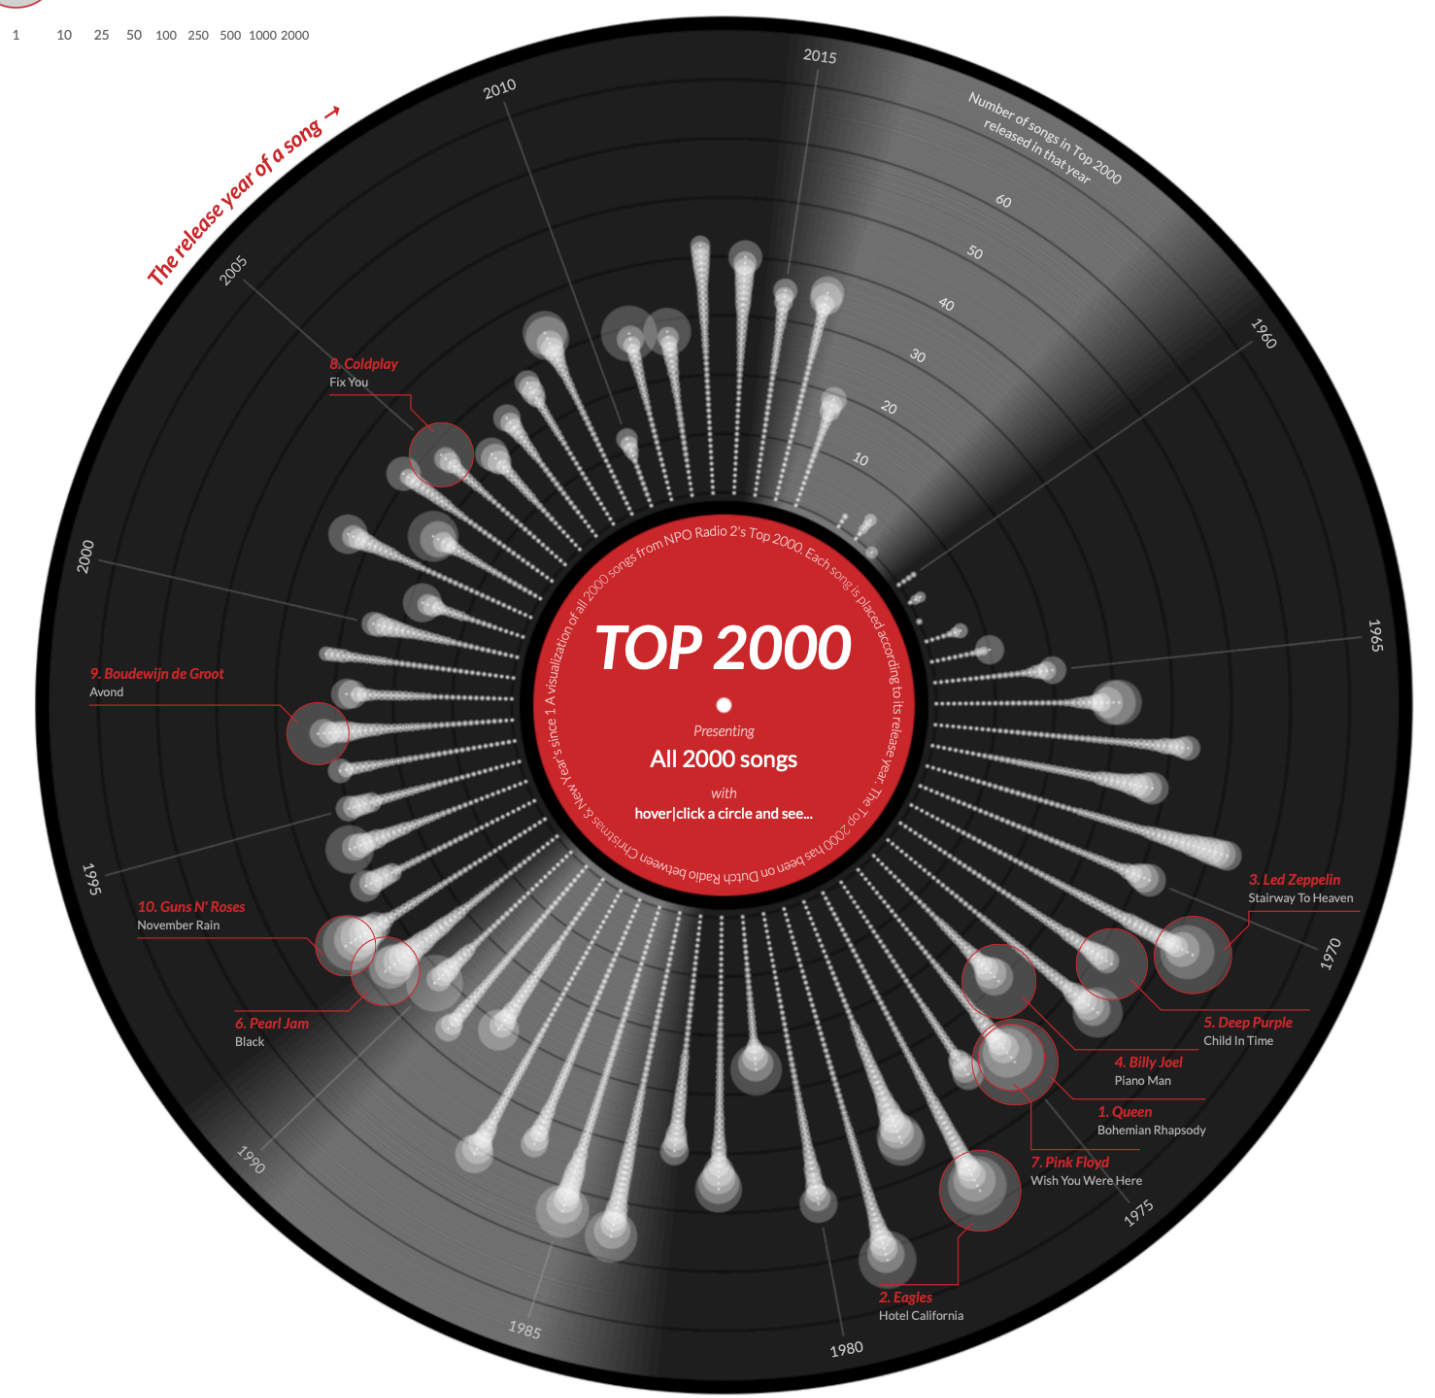 1 10 25 50 100 250 500 1000 2000
The release year of a song →
2015
2010
2005
2000
1995
1990
1985
1980
1975
1970
1965
1960
Number of songs in Top 2000
released in that year
60
50
40
30
20
10
8. Coldplay
Fix You
9. Boudewijn de Groot
Avond
10. Guns N' Roses
November Rain
6. Pearl Jam
Black
3. Led Zeppelin
Stairway To Heaven
5. Deep Purple
Child In Time
4. Billy Joel
Piano Man
1. Queen
Bohemian Rhapsody
7. Pink Floyd
Wish You Were Here
2. Eagles
Hotel California
A visualization of all 2000 songs from NPO Radio 2's Top 2000. Each song is placed according to its release year. The Top 2000 has been on Dutch Radio between Christmas & New Year's since 1
TOP 2000
Presenting
All 2000 songs
with
hover|click a circle and see...